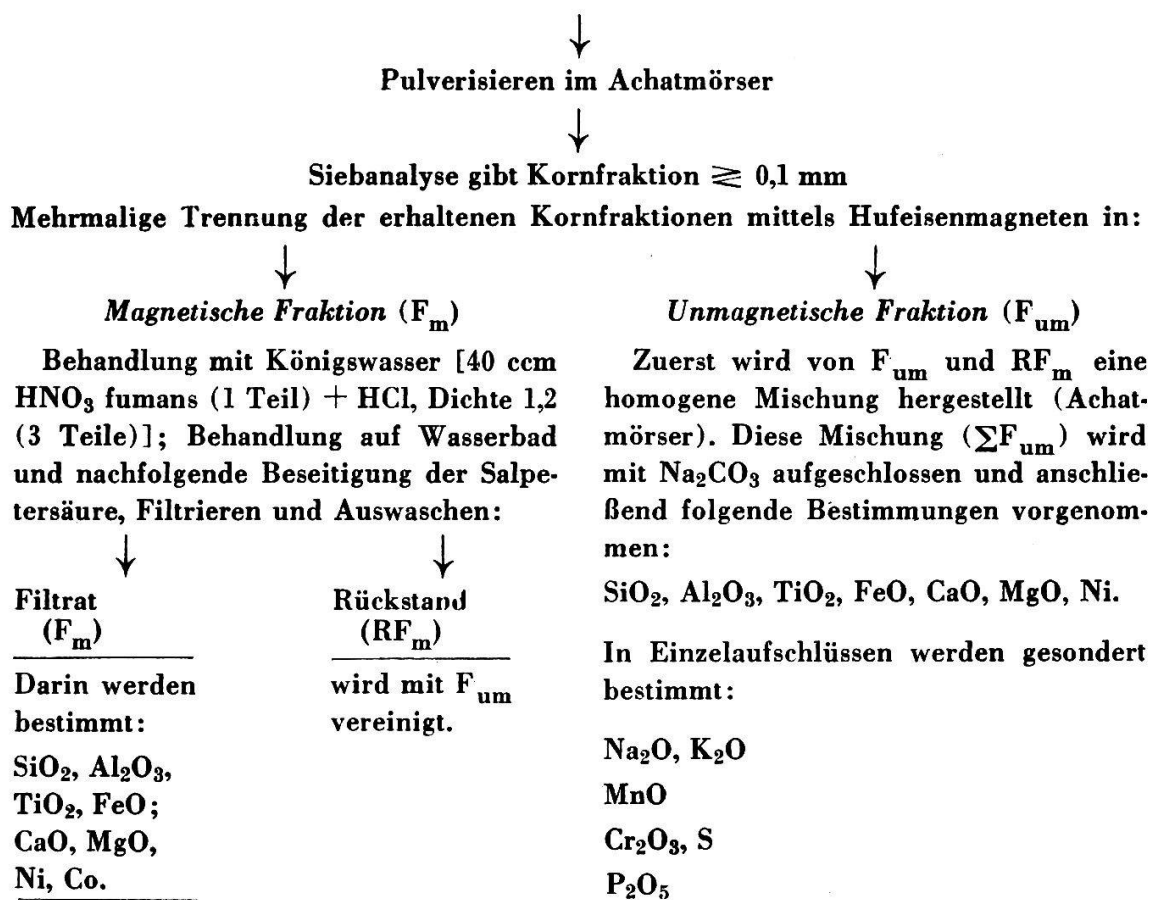 ↓
Pulverisieren im Achatmörser
↓
Siebanalyse gibt Kornfraktion ≷ 0,1 mm
Mehrmalige Trennung der erhaltenen Kornfraktionen mittels Hufeisenmagneten in:
↓
Magnetische Fraktion (Fₘ)
Behandlung mit Königswasser [40 ccm
HNO₃ fumans (1 Teil) + HCl, Dichte 1,2
(3 Teile)]; Behandlung auf Wasserbad
und nachfolgende Beseitigung der Salpe-
tersäure, Filtrieren und Auswaschen:
↓
Filtrat
(Fₘ)
Darin werden
bestimmt:
SiO₂, Al₂O₃,
TiO₂, FeO;
CaO, MgO,
Ni, Co.
↓
Rückstand
(RFₘ)
wird mit Fᵤₘ
vereinigt.
↓
Unmagnetische Fraktion (Fᵤₘ)
Zuerst wird von Fᵤₘ und RFₘ eine
homogene Mischung hergestellt (Achat-
mörser). Diese Mischung (∑Fᵤₘ) wird
mit Na₂CO₃ aufgeschlossen und anschlie-
ßend folgende Bestimmungen vorgenom-
men:
SiO₂, Al₂O₃, TiO₂, FeO, CaO, MgO, Ni.
In Einzelaufschlüssen werden gesondert
bestimmt:
Na₂O, K₂O
MnO
Cr₂O₃, S
P₂O₅